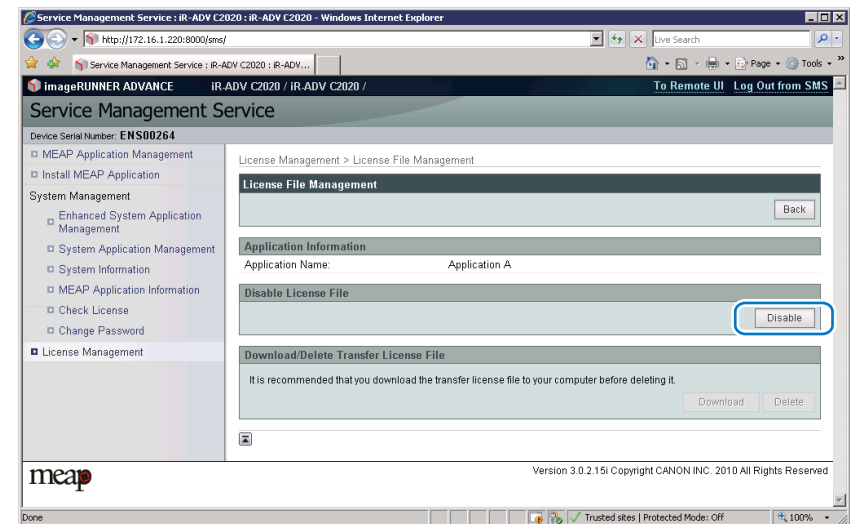 Service Management Service : iR-ADV C2020 : iR-ADV C2020 - Windows Internet Explorer
http://172.16.1.220:8000/sms/
Live Search
Service Management Service : iR-ADV C2020 : iR-ADV...
Page
Tools
imageRUNNER ADVANCE iR-ADV C2020 / iR-ADV C2020 /
To Remote UI Log Out from SMS
Service Management Service
Device Serial Number: ENS00264
MEAP Application Management
Install MEAP Application
System Management
Enhanced System Application
Management
System Application Management
System Information
MEAP Application Information
Check License
Change Password
License Management
License Management > License File Management
License File Management
Back
Application Information
Application Name: Application A
Disable License File
Disable
Download/Delete Transfer License File
It is recommended that you download the transfer license file to your computer before deleting it.
Download Delete
meap
Version 3.0.2.15i Copyright CANON INC. 2010 All Rights Reserved
Done
Trusted sites | Protected Mode: Off
100%